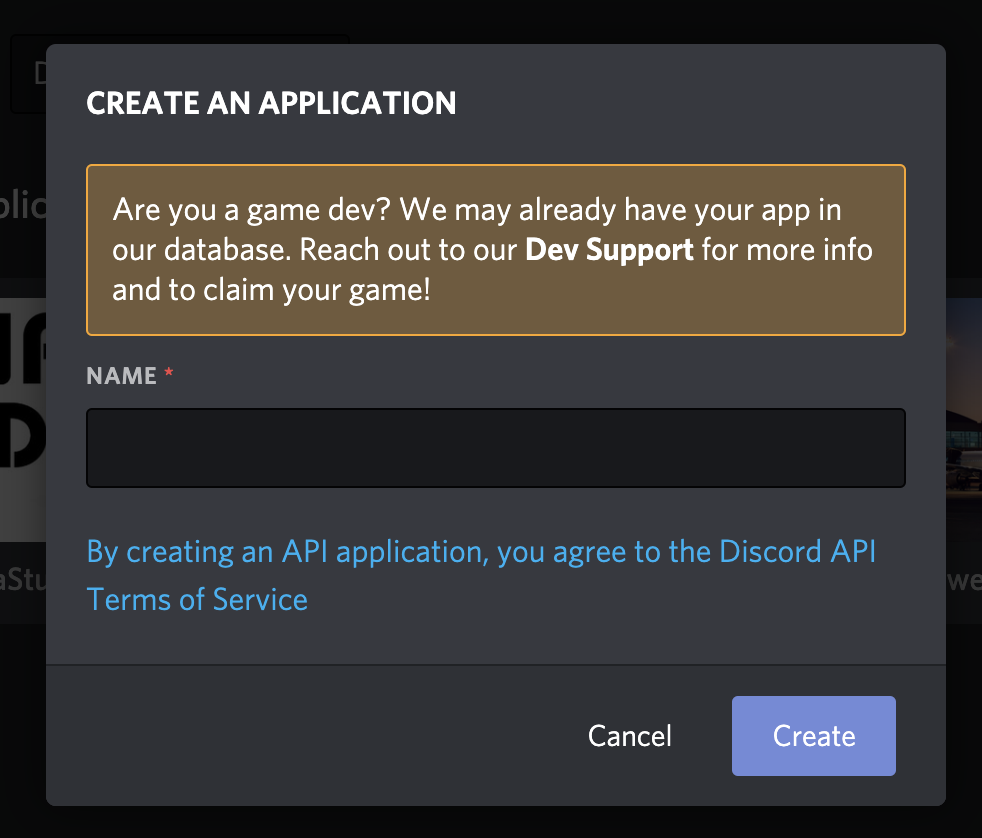 CREATE AN APPLICATION
Are you a game dev? We may already have your app in
our database. Reach out to our Dev Support for more info
and to claim your game!
NAME *
By creating an API application, you agree to the Discord API
Terms of Service
Cancel
Create